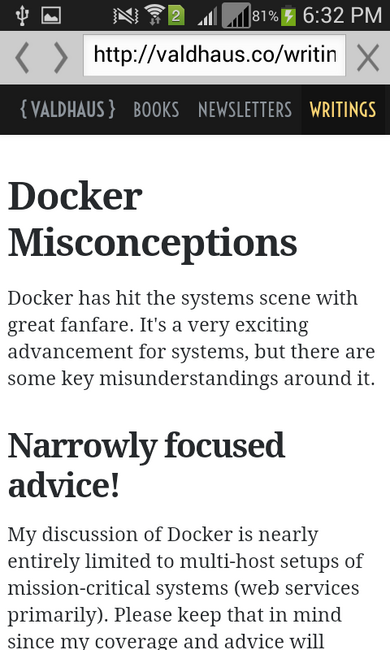 2 81% 6:32 PM
http://valdhaus.co/writin
{ VALDHAUS } BOOKS NEWSLETTERS WRITINGS
Docker
Misconceptions
Docker has hit the systems scene with
great fanfare. It's a very exciting
advancement for systems, but there are
some key misunderstandings around it.
Narrowly focused
advice!
My discussion of Docker is nearly
entirely limited to multi-host setups of
mission-critical systems (web services
primarily). Please keep that in mind
since my coverage and advice will